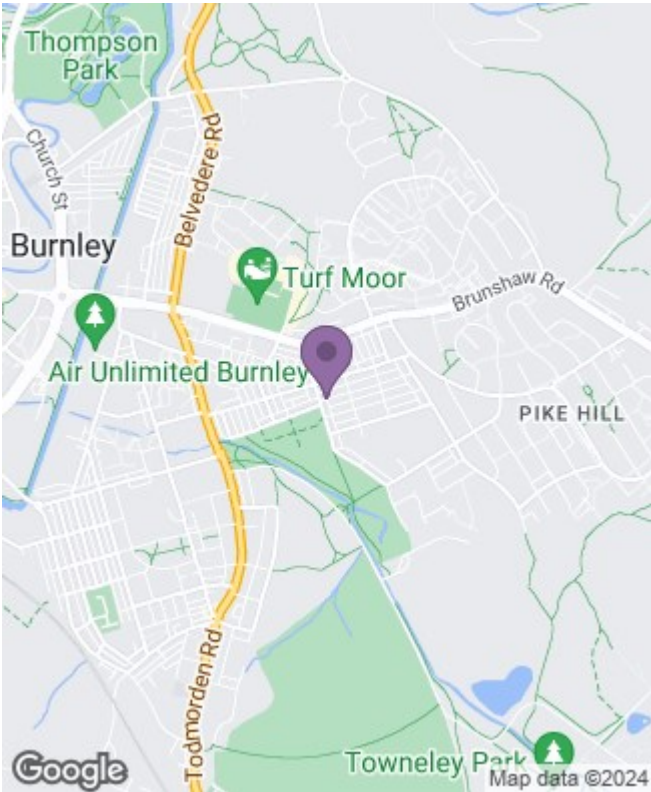 Thompson
Park
Church St
Belvedere Rd
Burnley
Turf Moor
Brunshaw Rd
Air Unlimited Burnley
PIKE HILL
Todmorden Rd
Towneley Park
Google
Map data ©2024